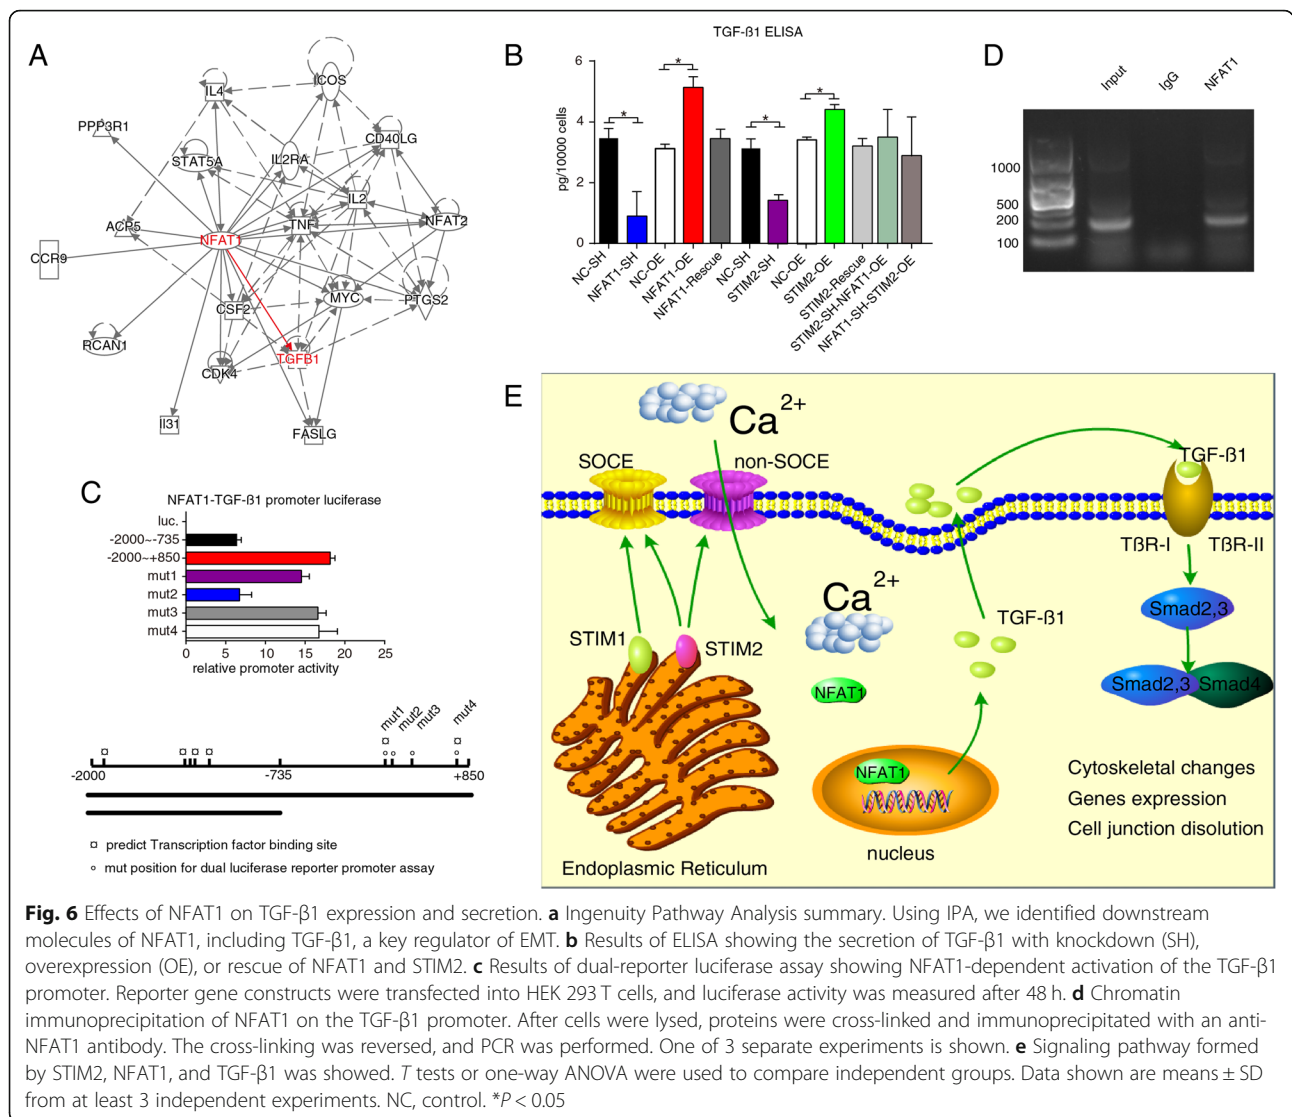 A
IL4
ICOS
PPP3R1
CD40LG
STAT5A
IL2RA
IL2
ACP5
TNF
NFAT2
NFAT1
CCR9
CSF2
MYC
PTGS2
RCAN1
TGFB1
CDK4
Il31
FASLG
B
TGF-ß1 ELISA
pg/10000 cells
6
4
2
0
* * * *
NC-SH
NFAT1-SH
NC-OE
NFAT1-OE
NFAT1-Rescue
NC-SH
STIM2-SH
NC-OE
STIM2-OE
STIM2-Rescue
STIM2-SH-NFAT1-OE
NFAT1-SH-STIM2-OE
D
Input IgG NFAT1
1000
500
200
100
C
NFAT1-TGF-ß1 promoter luciferase
luc.
-2000~-735
-2000~+850
mut1
mut2
mut3
mut4
0 5 10 15 20 25
relative promoter activity
mut1 mut2 mut3 mut4
-2000 -735 +850
predict Transcription factor binding site
mut position for dual luciferase reporter promoter assay
E
Ca2+
SOCE non-SOCE
TGF-ß1
TßR-I TßR-II
Ca2+
STIM1 STIM2
TGF-ß1
Smad2,3
NFAT1
Smad2,3 Smad4
NFAT1
nucleus
Endoplasmic Reticulum
Cytoskeletal changes
Genes expression
Cell junction disolution
Fig. 6 Effects of NFAT1 on TGF-β1 expression and secretion. a Ingenuity Pathway Analysis summary. Using IPA, we identified downstream
molecules of NFAT1, including TGF-β1, a key regulator of EMT. b Results of ELISA showing the secretion of TGF-β1 with knockdown (SH),
overexpression (OE), or rescue of NFAT1 and STIM2. c Results of dual-reporter luciferase assay showing NFAT1-dependent activation of the TGF-β1
promoter. Reporter gene constructs were transfected into HEK 293 T cells, and luciferase activity was measured after 48 h. d Chromatin
immunoprecipitation of NFAT1 on the TGF-β1 promoter. After cells were lysed, proteins were cross-linked and immunoprecipitated with an anti-
NFAT1 antibody. The cross-linking was reversed, and PCR was performed. One of 3 separate experiments is shown. e Signaling pathway formed
by STIM2, NFAT1, and TGF-β1 was showed. T tests or one-way ANOVA were used to compare independent groups. Data shown are means ± SD
from at least 3 independent experiments. NC, control. *P < 0.05